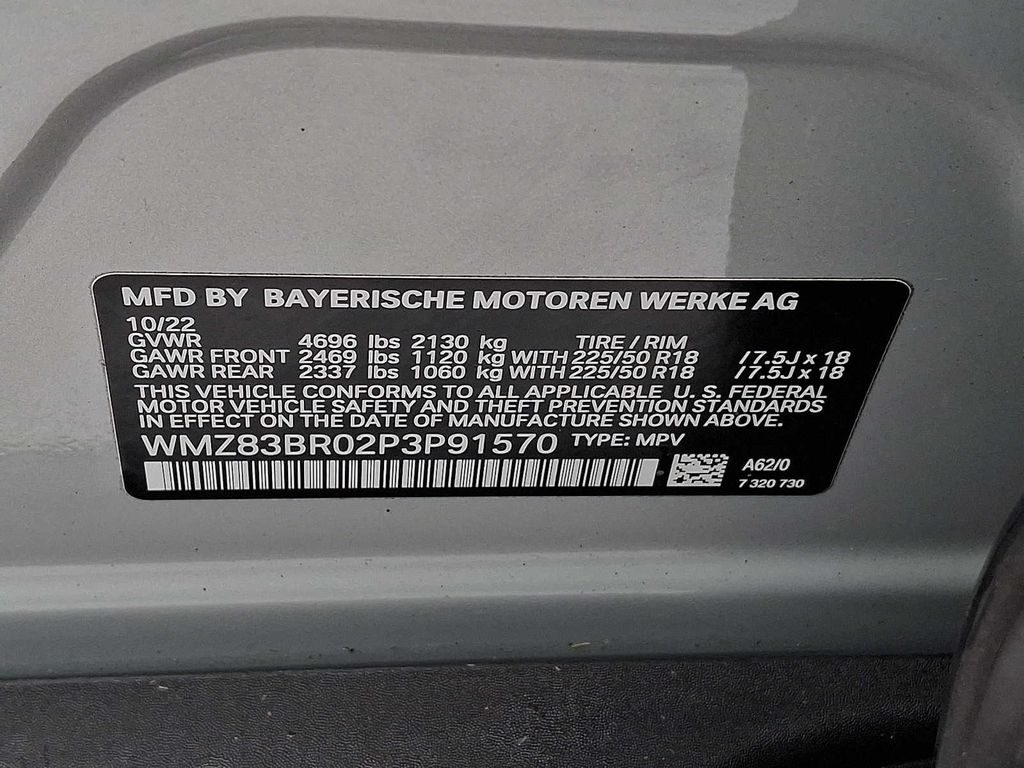 MFD BY BAYERISCHE MOTOREN WERKE AG
10/22
GVWR 4696 lbs 2130 kg TIRE / RIM
GAWR FRONT 2469 lbs 1120 kg WITH 225/50 R18 / 7.5J x 18
GAWR REAR 2337 lbs 1060 kg WITH 225/50 R18 / 7.5J x 18
THIS VEHICLE CONFORMS TO ALL APPLICABLE U. S. FEDERAL
MOTOR VEHICLE SAFETY AND THEFT PREVENTION STANDARDS
IN EFFECT ON THE DATE OF MANUFACTURE SHOWN ABOVE.
WMZ83BR02P3P91570 TYPE: MPV
A62/0
7 320 730